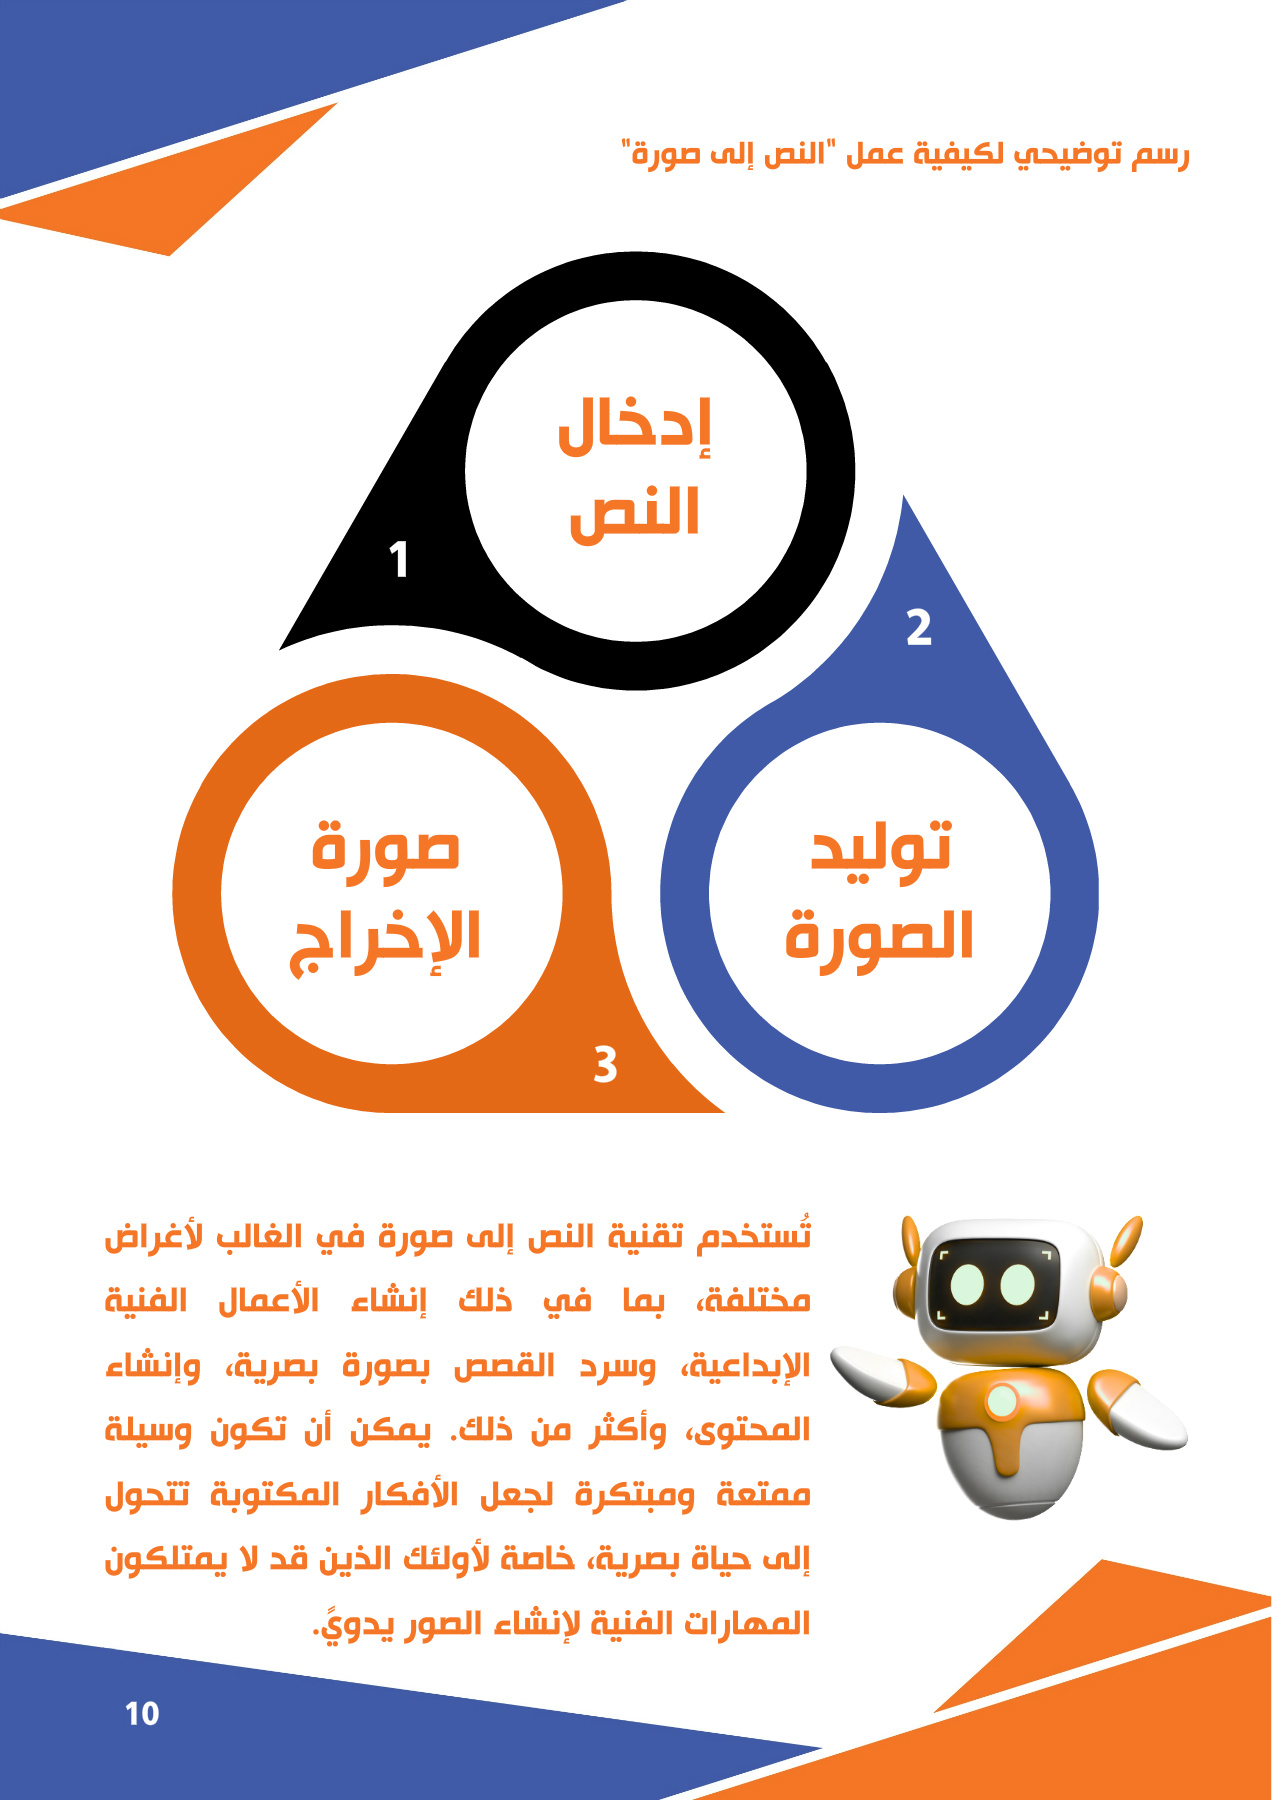 رسم توضيحي لكيفية عمل "النص إلى صورة"
إدخال
النص
1
2
توليد
الصورة
صورة
الإخراج
3
تُستخدم تقنية النص إلى صورة في الغالب لأغراض
مختلفة، بما في ذلك إنشاء الأعمال الفنية
الإبداعية، وسرد القصص بصورة بصرية، وإنشاء
المحتوى، وأكثر من ذلك. يمكن أن تكون وسيلة
ممتعة ومبتكرة لجعل الأفكار المكتوبة تتحول
إلى حياة بصرية، خاصة لأولئك الذين قد لا يمتلكون
المهارات الفنية لإنشاء الصور يدويً.
10